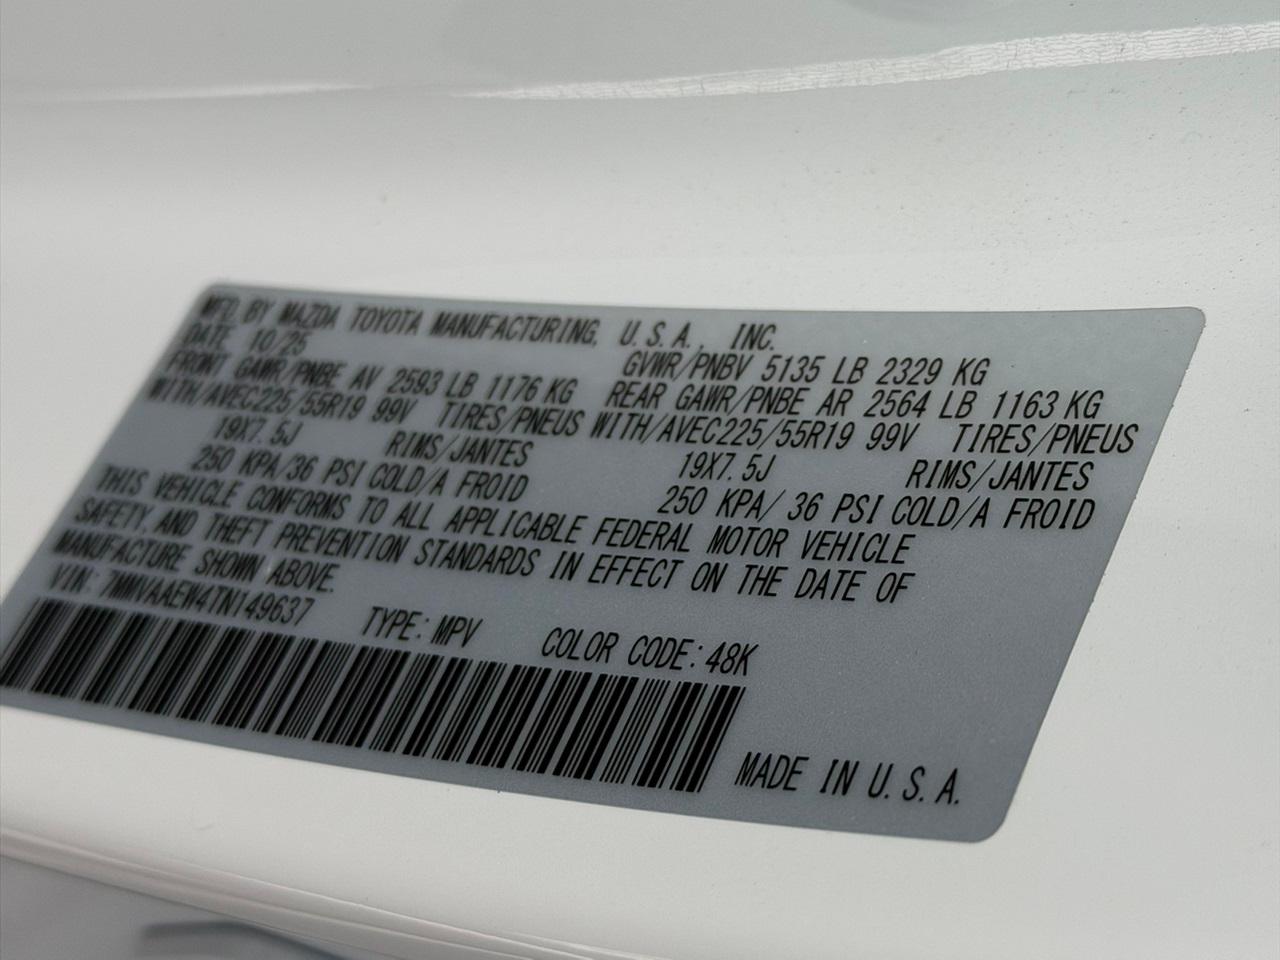 MFD. BY MAZDA TOYOTA MANUFACTURING, U.S.A., INC.
DATE 10/25 GVWR/PNBV 5135 LB 2329 KG
FRONT GAWR/PNBE AV 2593 LB 1176 KG REAR GAWR/PNBE AR 2564 LB 1163 KG
WITH/AVEC225/55R19 99V TIRES/PNEUS WITH/AVEC225/55R19 99V TIRES/PNEUS
19X7.5J RIMS/JANTES 19X7.5J RIMS/JANTES
250 KPA/36 PSI COLD/A FROID 250 KPA/ 36 PSI COLD/A FROID
THIS VEHICLE CONFORMS TO ALL APPLICABLE FEDERAL MOTOR VEHICLE
SAFETY, AND THEFT PREVENTION STANDARDS IN EFFECT ON THE DATE OF
MANUFACTURE SHOWN ABOVE.
VIN: 7MMVAAEW4TN149637 TYPE: MPV COLOR CODE: 48K
MADE IN U.S.A.